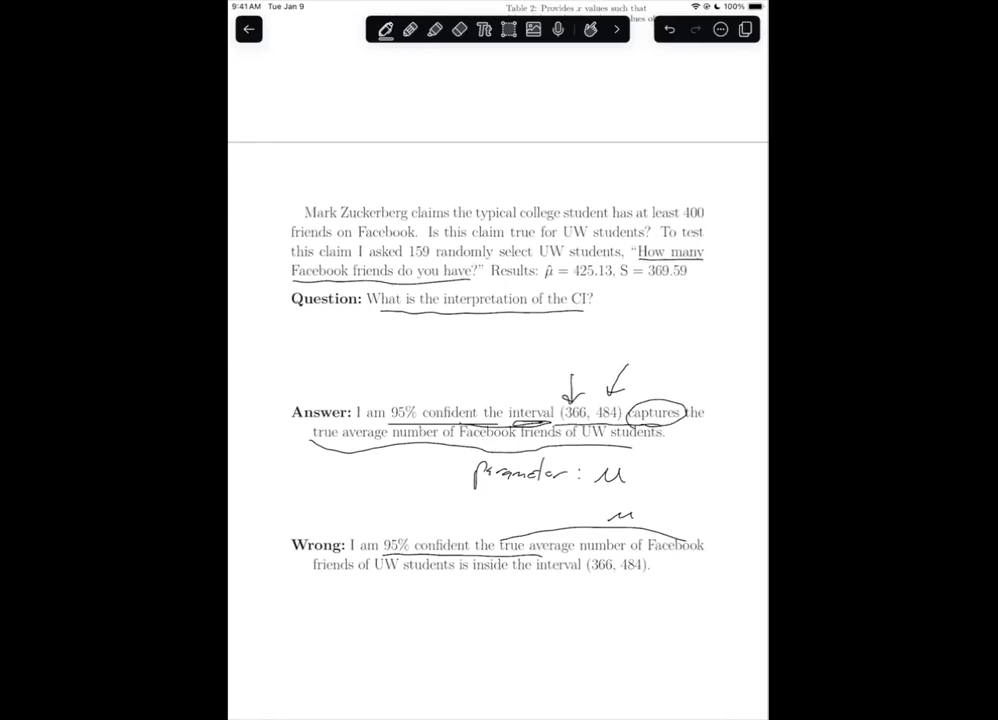 9:41 AM Tue Jan 9
100%
Table 2: Provides x values such that
Tt
Mark Zuckerberg claims the typical college student has at least 400
friends on Facebook. Is this claim true for UW students? To test
this claim I asked 159 randomly select UW students, “How many
Facebook friends do you have?” Results: μ̂ = 425.13, S = 369.59
Question: What is the interpretation of the CI?
Answer: I am 95% confident the interval (366, 484) captures the
true average number of Facebook friends of UW students.
parameter: μ
μ
Wrong: I am 95% confident the true average number of Facebook
friends of UW students is inside the interval (366, 484).